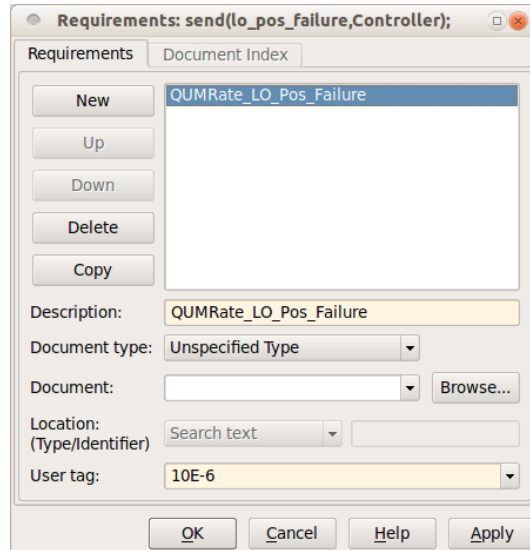 Requirements: send(lo_pos_failure,Controller);
Requirements Document Index
New
QUMRate_LO_Pos_Failure
Up
Down
Delete
Copy
Description: QUMRate_LO_Pos_Failure
Document type: Unspecified Type
Document: Browse...
Location:
(Type/Identifier) Search text
User tag: 10E-6
OK Cancel Help Apply